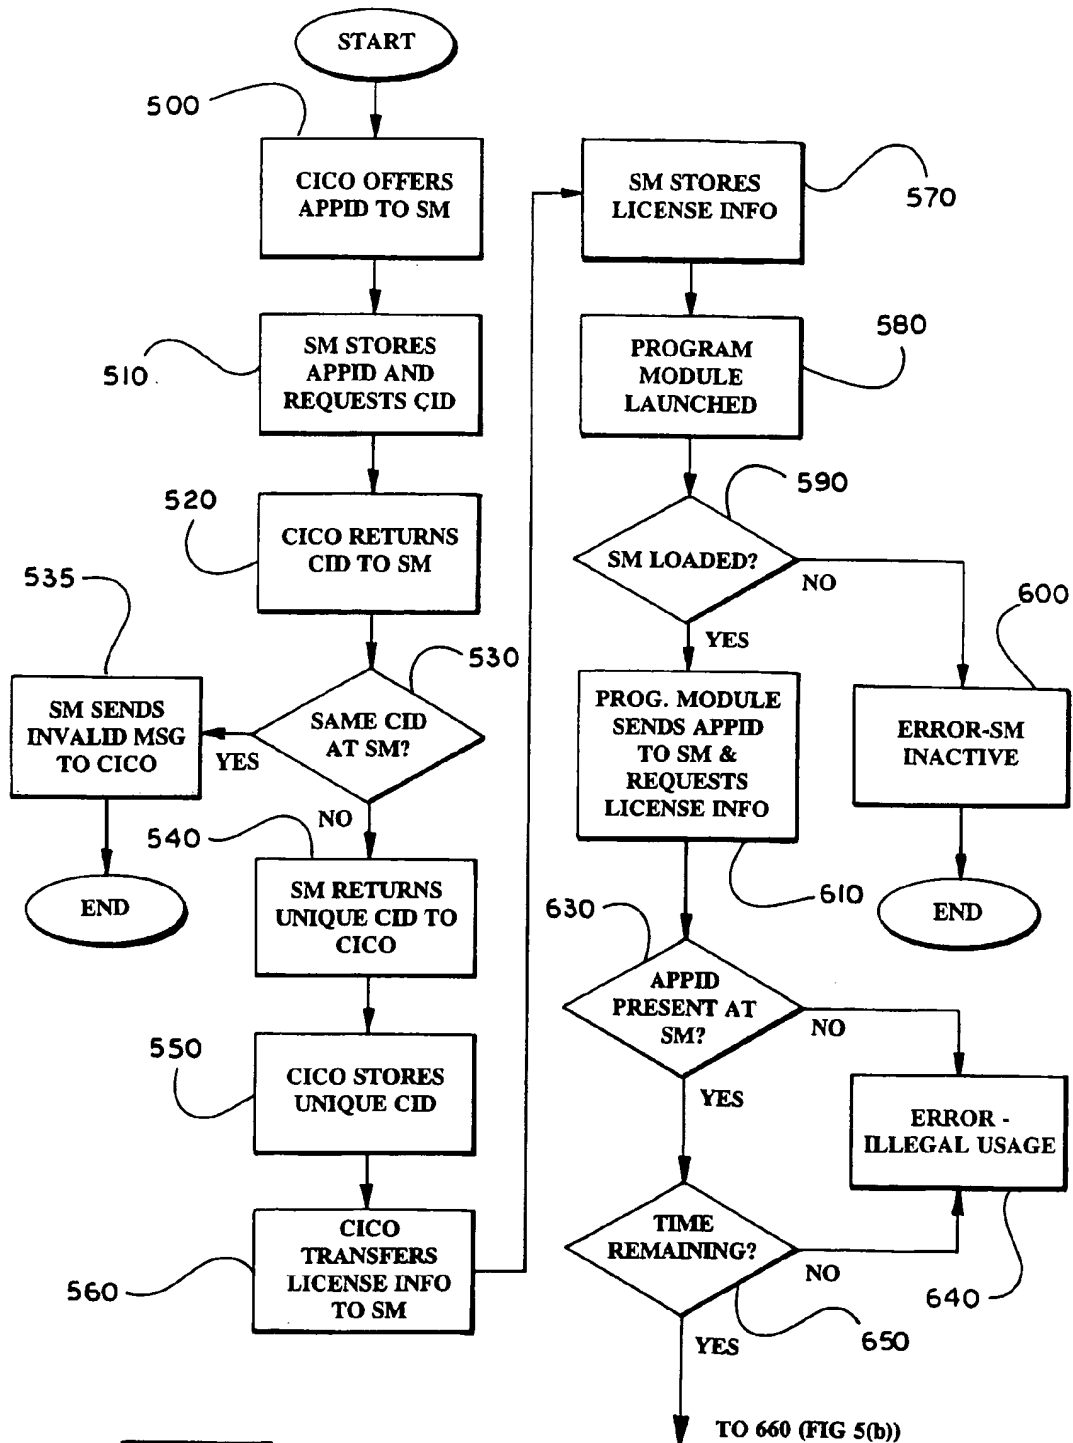 START
500
CICO OFFERS
APPID TO SM
510
SM STORES
APPID AND
REQUESTS CID
520
CICO RETURNS
CID TO SM
530
SAME CID
AT SM?
YES
535
SM SENDS
INVALID MSG
TO CICO
END
NO
540
SM RETURNS
UNIQUE CID TO
CICO
550
CICO STORES
UNIQUE CID
560
CICO
TRANSFERS
LICENSE INFO
TO SM
570
SM STORES
LICENSE INFO
580
PROGRAM
MODULE
LAUNCHED
590
SM LOADED?
NO
600
ERROR-SM
INACTIVE
END
YES
PROG. MODULE
SENDS APPID
TO SM &
REQUESTS
LICENSE INFO
610
630
APPID
PRESENT AT
SM?
NO
YES
ERROR -
ILLEGAL USAGE
640
TIME
REMAINING?
NO
650
YES
TO 660 (FIG 5(b))